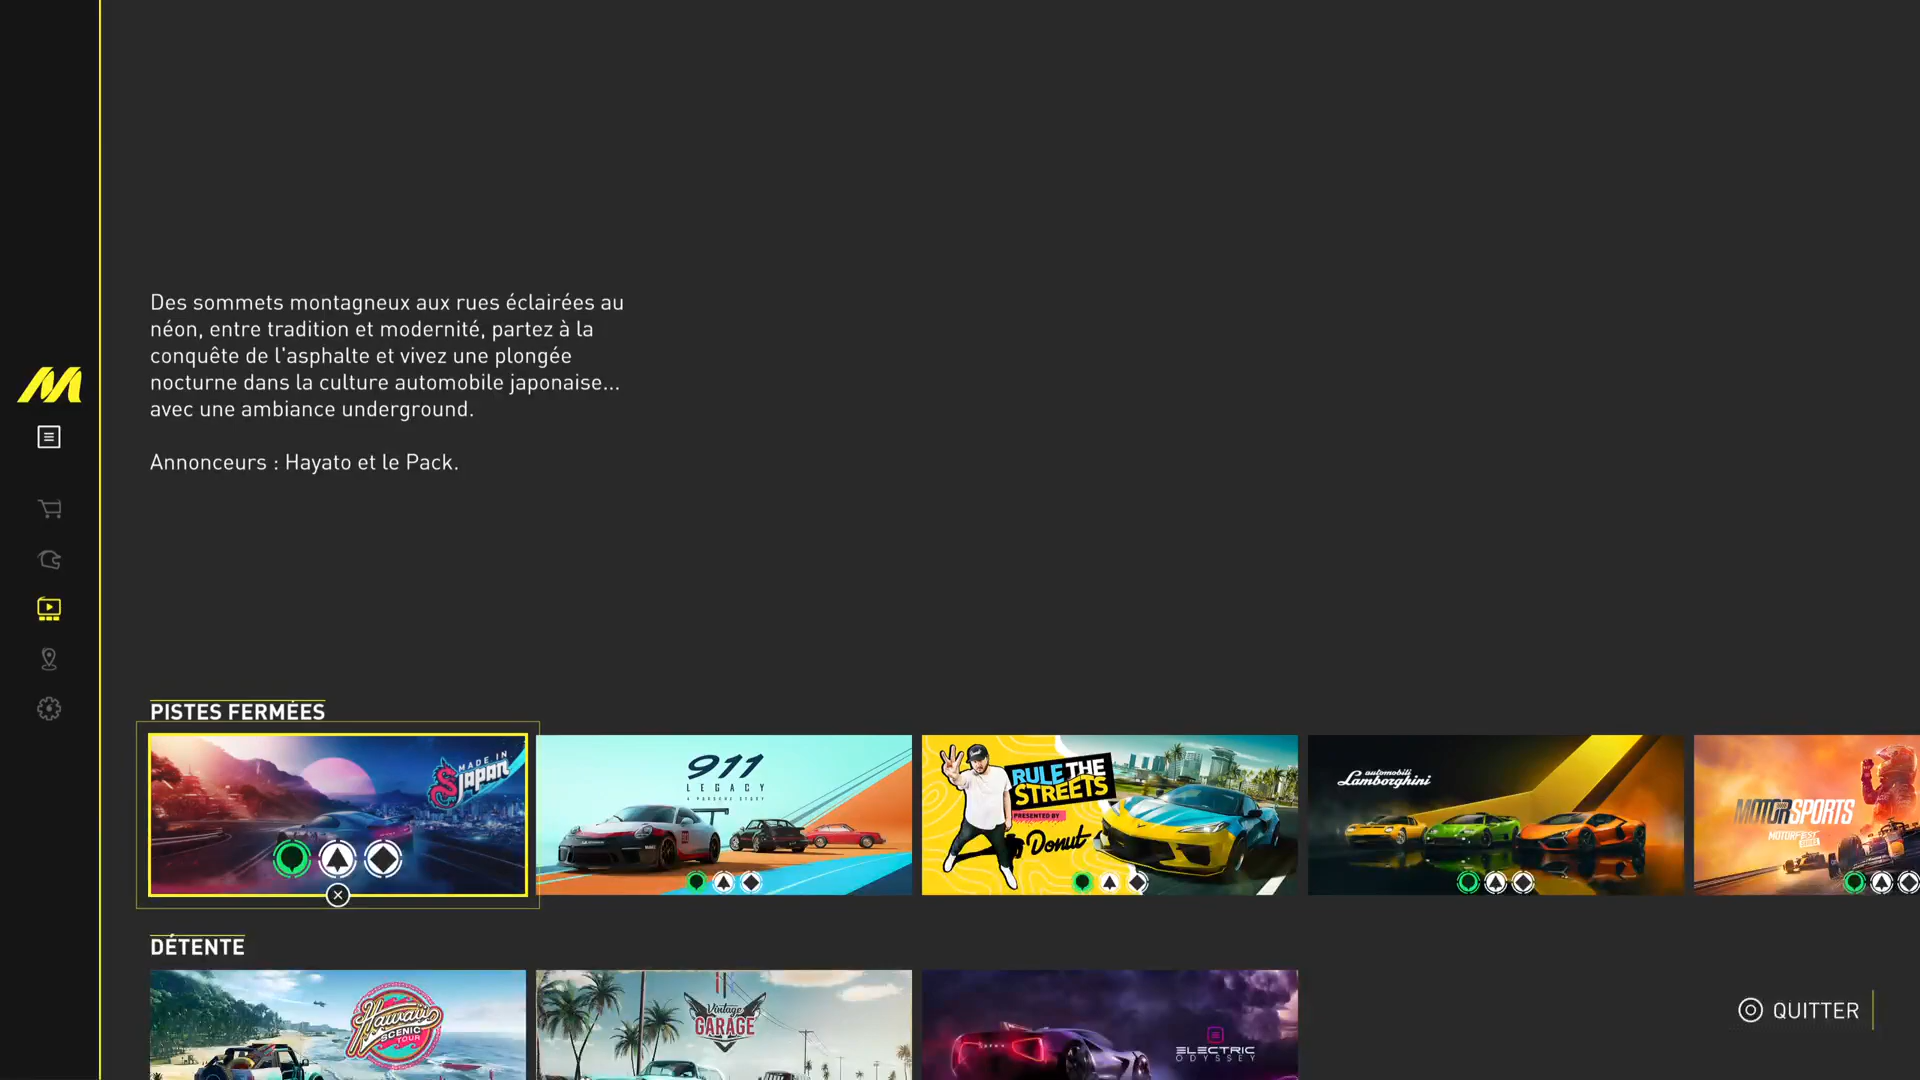 Des sommets montagneux aux rues éclairées au
néon, entre tradition et modernité, partez à la
conquête de l'asphalte et vivez une plongée
nocturne dans la culture automobile japonaise...
avec une ambiance underground.
Annonceurs : Hayato et le Pack.
PISTES FERMÉES
MADE IN
JAPAN
911
LEGACY
A PORSCHE STORY
RULE THE
STREETS
PRESENTED BY
Donut
automobili
Lamborghini
MOTORSPORTS
MOTORFEST
DÉTENTE
Hawaii
SCENIC
TOUR
Vintage
GARAGE
ELECTRIC
ODYSSEY
QUITTER